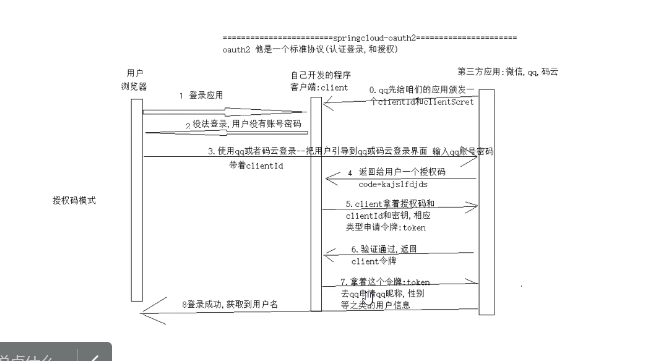 =======================springcloud-oauth2=====================
oauth2 他是一个标准协议(认证登录,和授权)
第三方应用:微信,qq,码云
用户
浏览器
自己开发的程序
客户端:client
0.qq先给咱们的应用颁发一
个clientId和clientScret
1 登录应用
2 没法登录,用户没有账号密码
3.使用qq或者码云登录--把用户引导到qq或码云登录界面 输入qq账号密码
带着clientId
4 返回给用户一个授权码
code=kajslfdjds
授权码模式
5.client拿着授权码和
clientId和密钥,相应
类型申请令牌:token
6.验证通过,返回
client令牌
7.拿着这个令牌:token
去qq申请qq昵称,性别
等之类的用户信息
8登录成功,获取到用户名